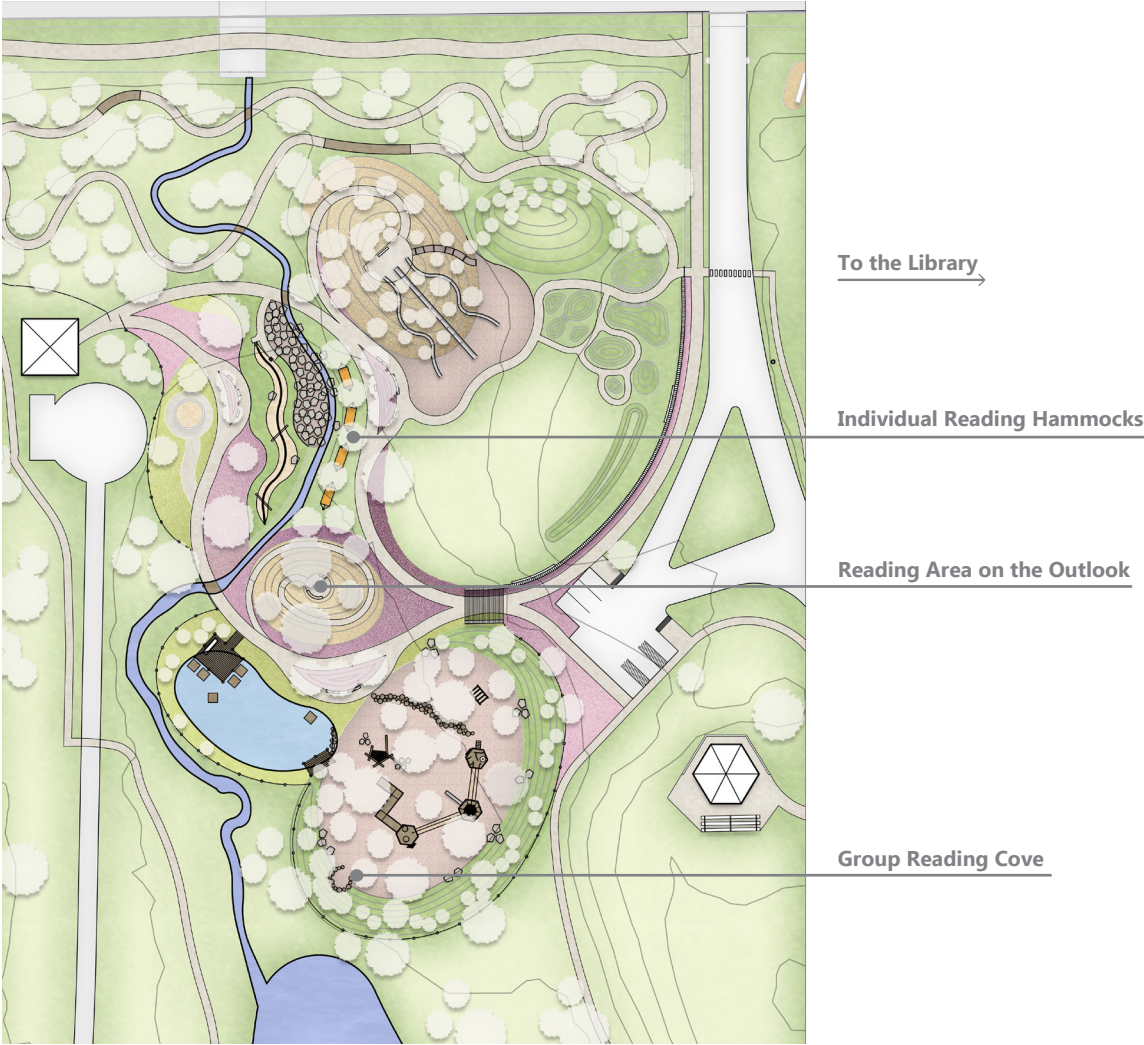 To the Library
Individual Reading Hammocks
Reading Area on the Outlook
Group Reading Cove